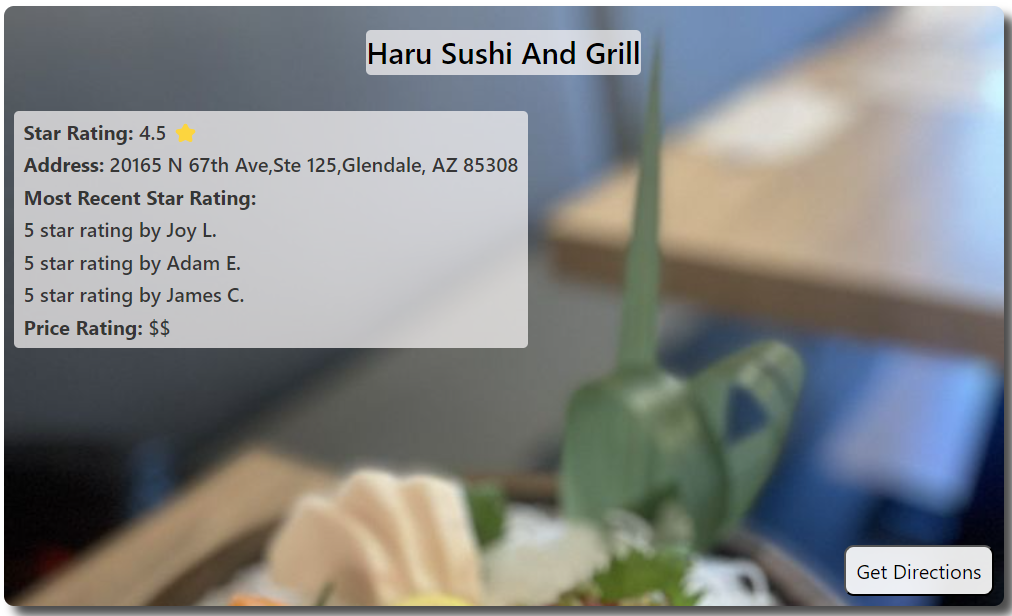 Haru Sushi And Grill
Star Rating: 4.5 ⭐
Address: 20165 N 67th Ave,Ste 125,Glendale, AZ 85308
Most Recent Star Rating:
5 star rating by Joy L.
5 star rating by Adam E.
5 star rating by James C.
Price Rating: $$
Get Directions